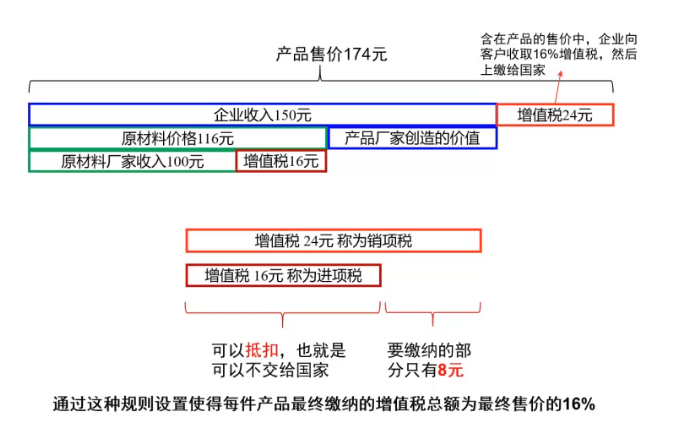 产品售价174元
含在产品的售价中，企业向
客户收取16%增值税，然后
上缴给国家
企业收入150元
增值税24元
原材料价格116元
产品厂家创造的价值
原材料厂家收入100元
增值税16元
增值税 24元 称为销项税
增值税 16元 称为进项税
可以抵扣，也就是
可以不交给国家
要缴纳的部
分只有8元
通过这种规则设置使得每件产品最终缴纳的增值税总额为最终售价的16%